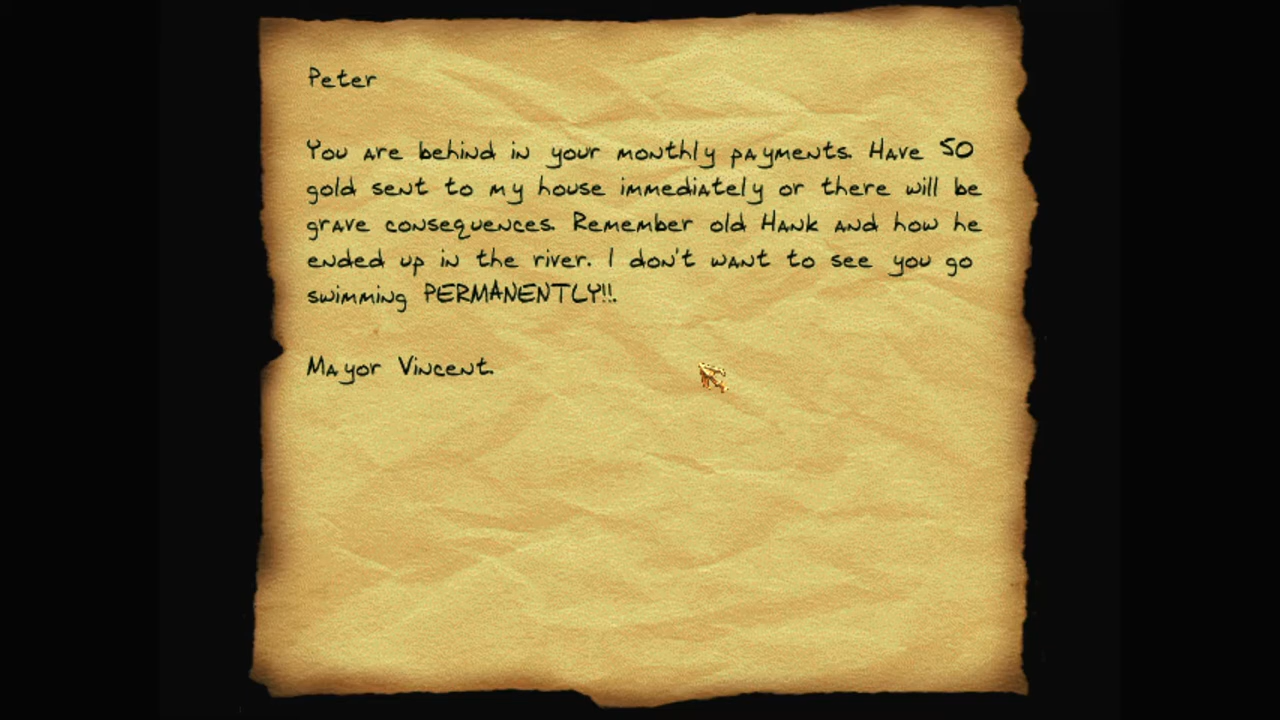 Peter
You are behind in your monthly payments. Have 50
gold sent to my house immediately or there will be
grave consequences. Remember old Hank and how he
ended up in the river. I don't want to see you go
swimming PERMANENTLY!!.
Mayor Vincent.